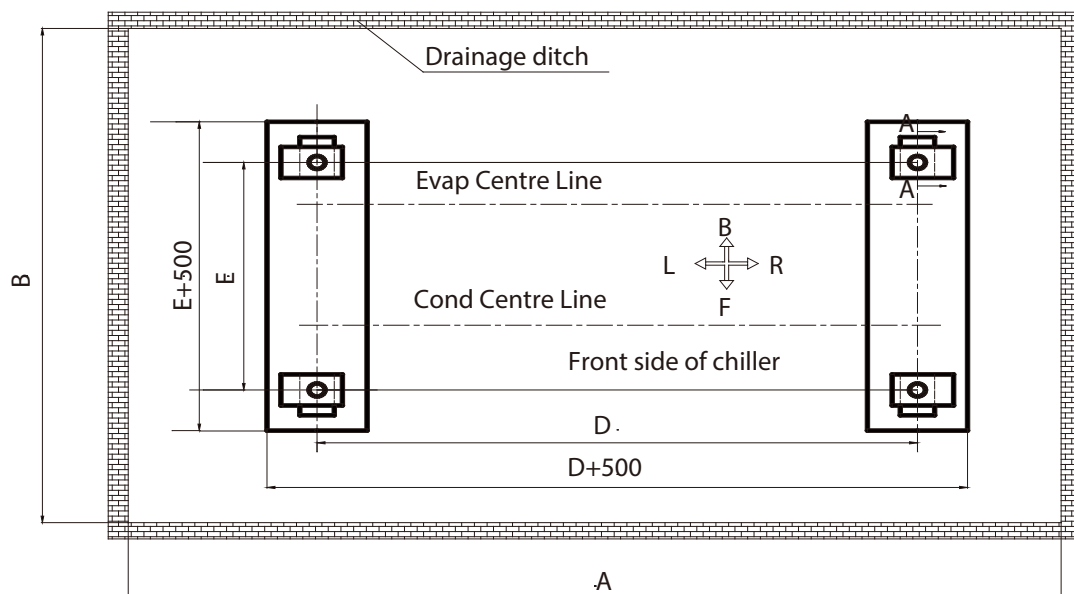 Drainage ditch
A
Evap Centre Line
A
B
L
R
F
B
E+500
E
Cond Centre Line
Front side of chiller
D
D+500
A